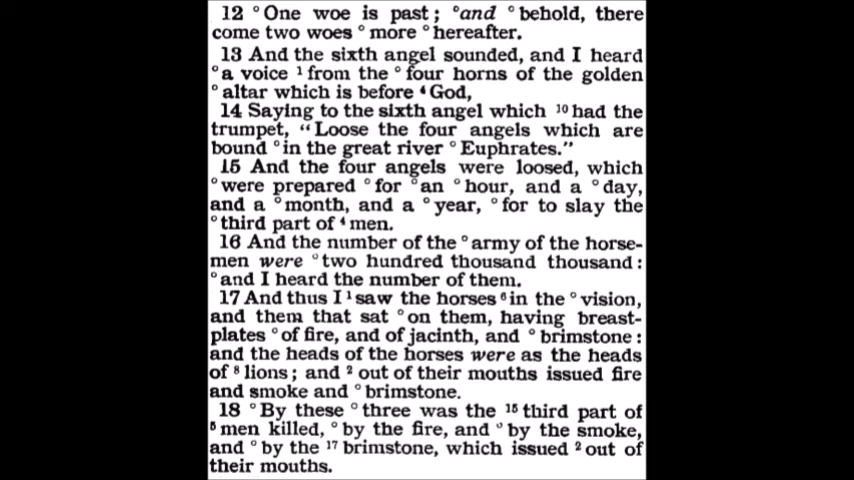 12 °One woe is past; °and °behold, there
come two woes °more °hereafter.
13 And the sixth angel sounded, and I heard
°a voice ¹from the °four horns of the golden
°altar which is before ⁴God,
14 Saying to the sixth angel which ¹⁰had the
trumpet, “Loose the four angels which are
bound °in the great river °Euphrates.”
15 And the four angels were loosed, which
°were prepared °for °an °hour, and a °day,
and a °month, and a °year, °for to slay the
°third part of ⁴men.
16 And the number of the °army of the horse-
men were °two hundred thousand thousand:
°and I heard the number of them.
17 And thus I ¹saw the horses ⁶in the °vision,
and them that sat °on them, having breast-
plates °of fire, and of jacinth, and °brimstone:
and the heads of the horses were as the heads
of ⁸lions; and ²out of their mouths issued fire
and smoke and °brimstone.
18 °By these °three was the ¹⁵third part of
⁵men killed, °by the fire, and °by the smoke,
and °by the ¹⁷brimstone, which issued ²out of
their mouths.